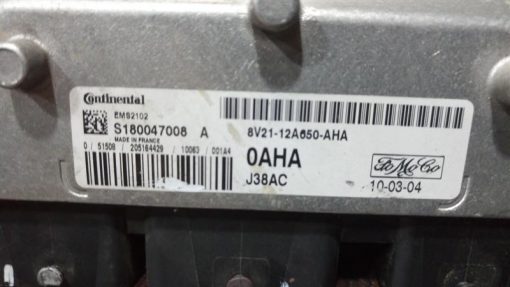 Continental
EMS2102
S180047008 A
MADE IN FRANCE
0 / 51508 / 205164429 / 10063 / 001A4
8V21-12A650-AHA
0AHA
J38AC
FoMoCo
10-03-04